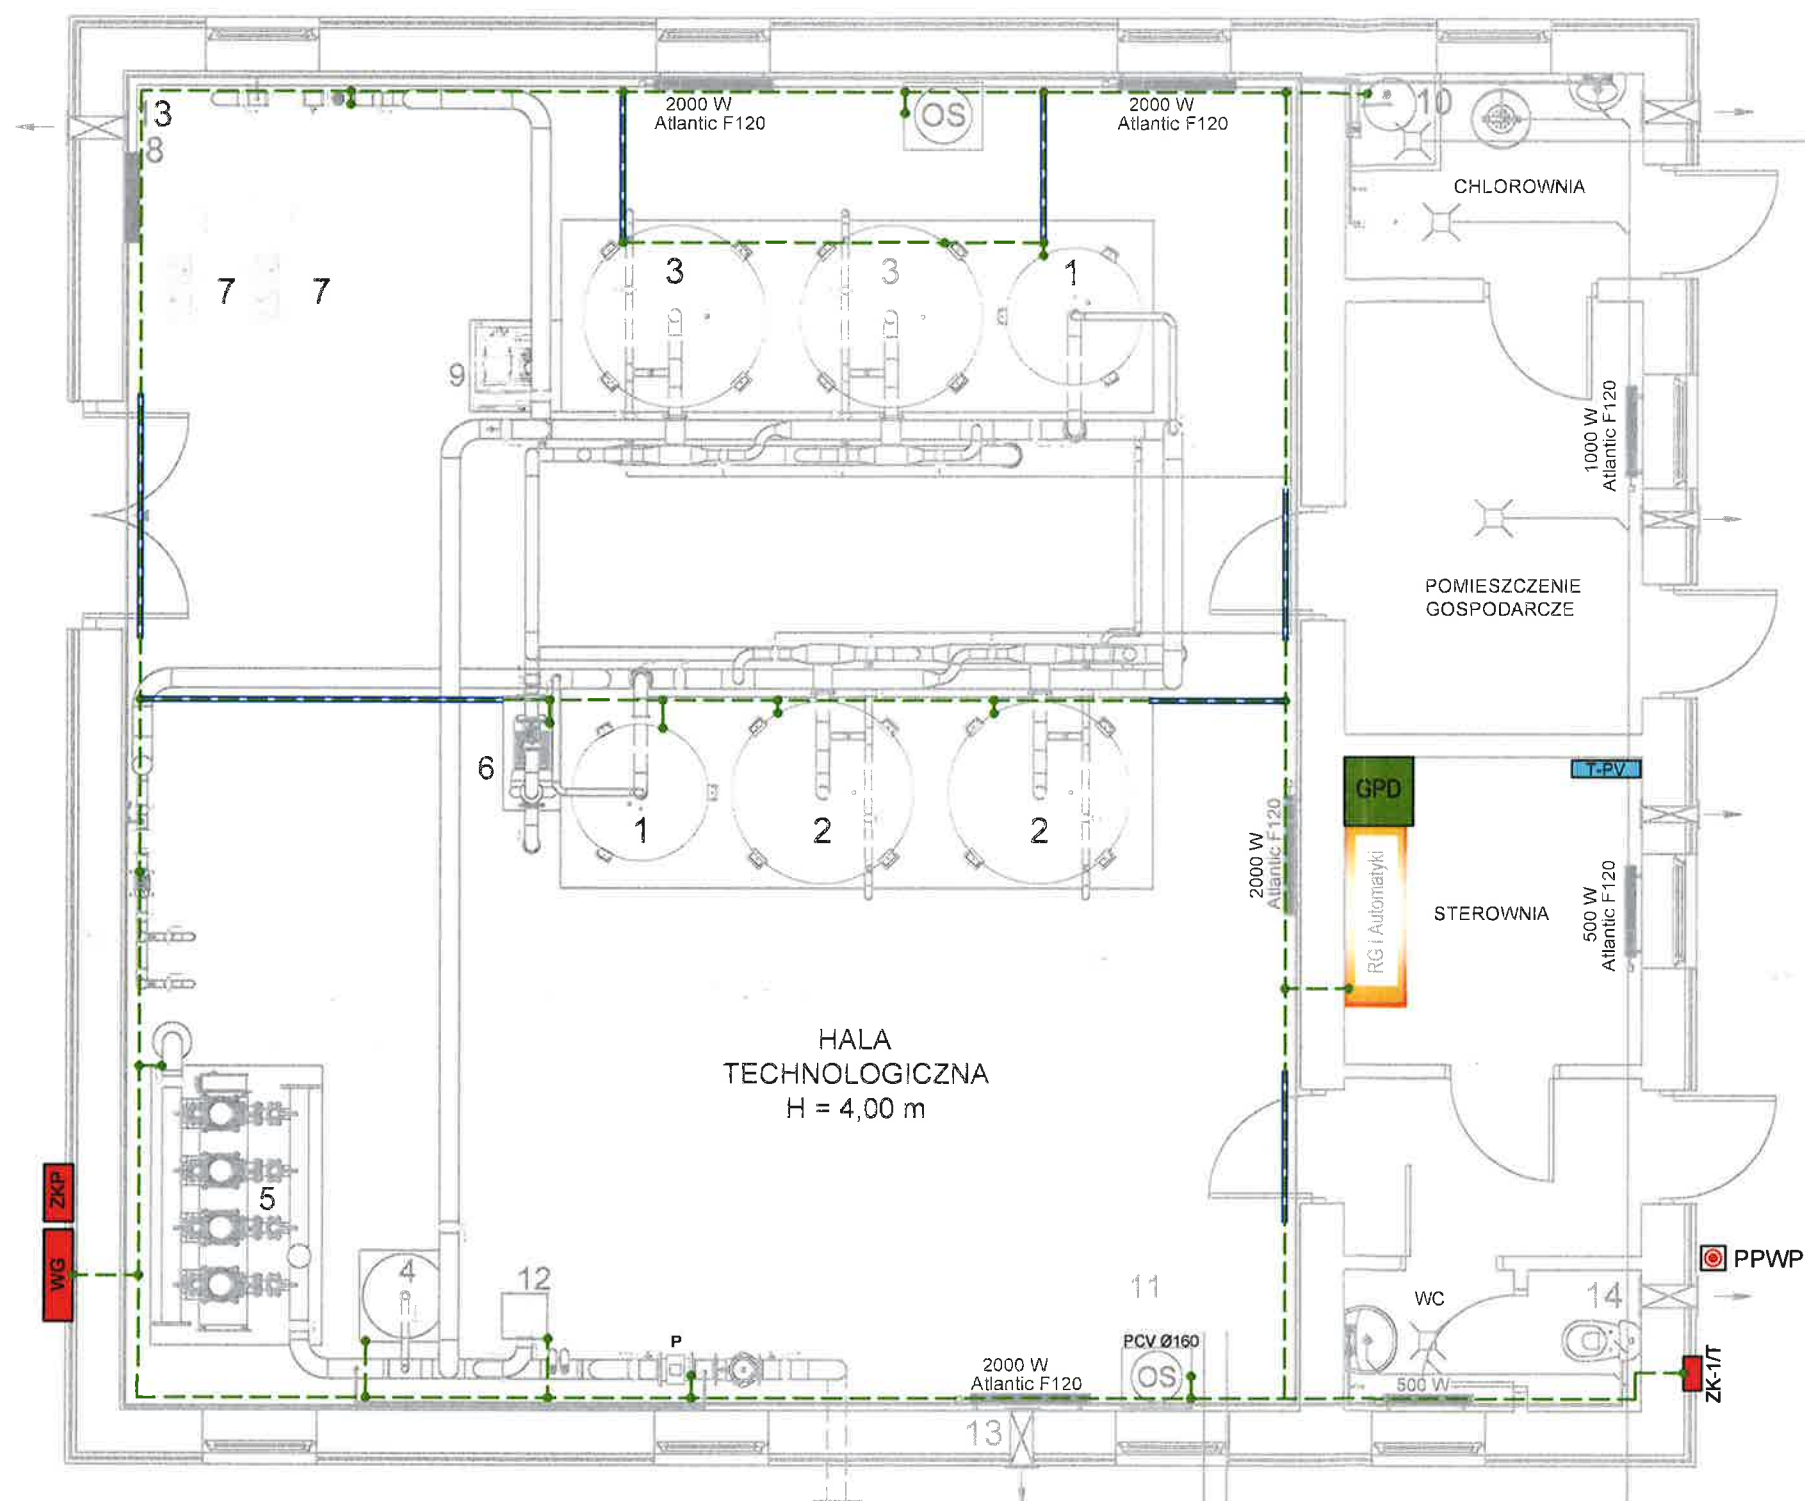 2000 W
Atlantic F120
OS
2000 W
Atlantic F120
10
3
8
CHLOROWNIA
7
7
3
3
1
9
1000 W
Atlantic F120
POMIESZCZENIE
GOSPODARCZE
6
1
2
2
GPD
T-PV
2000 W
Atlantic F120
RG i Automatyki
STEROWNIA
500 W
Atlantic F120
HALA
TECHNOLOGICZNA
H = 4,00 m
ZKP
WG
5
4
12
11
PPWP
WC
14
P
PCV Ø160
OS
2000 W
Atlantic F120
500 W
ZK-1/T
13